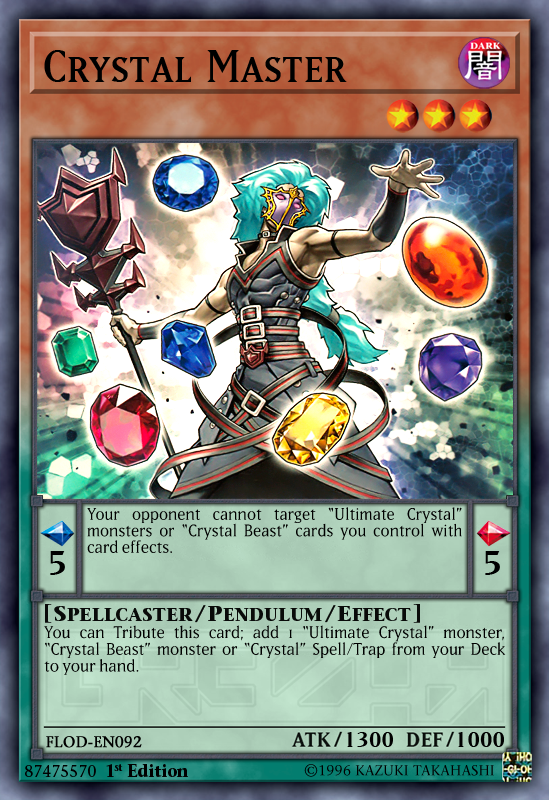 Crystal Master
DARK
闇
Your opponent cannot target “Ultimate Crystal”
monsters or “Crystal Beast” cards you control with
card effects.
5
5
[Spellcaster/Pendulum/Effect]
You can Tribute this card; add 1 “Ultimate Crystal” monster,
“Crystal Beast” monster or “Crystal” Spell/Trap from your Deck
to your hand.
ATK/1300 DEF/1000
FLOD-EN092
87475570 1st Edition ©1996 KAZUKI TAKAHASHI